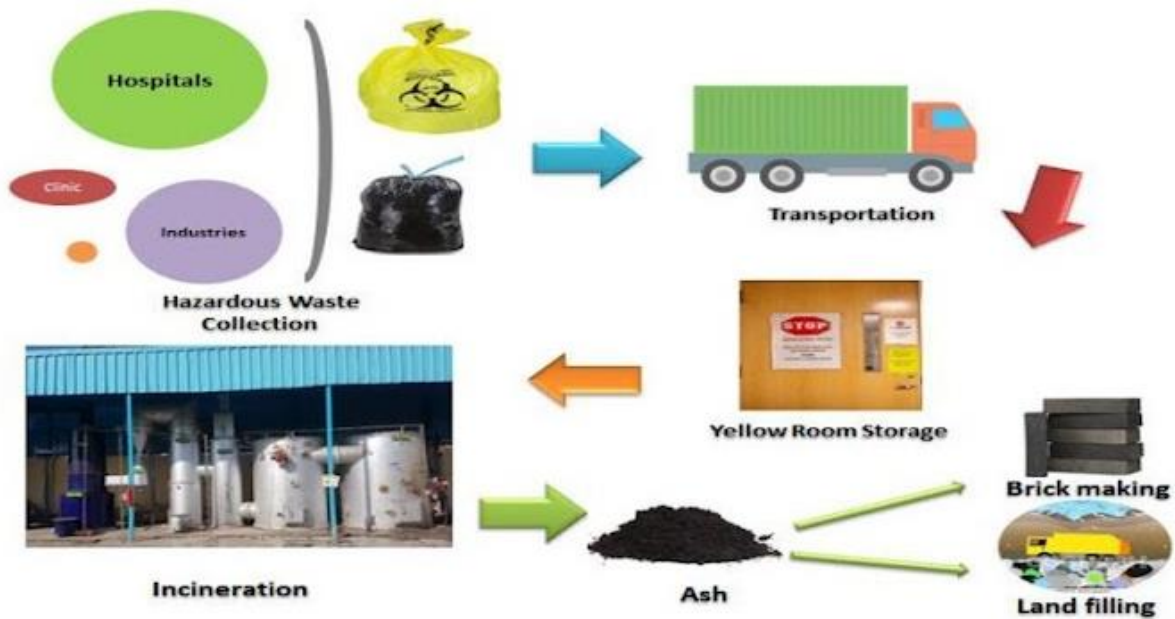 Hospitals
Clinic
Industries
Hazardous Waste
Collection
Transportation
STOP
Yellow Room Storage
Incineration
Ash
Brick making
Land filling